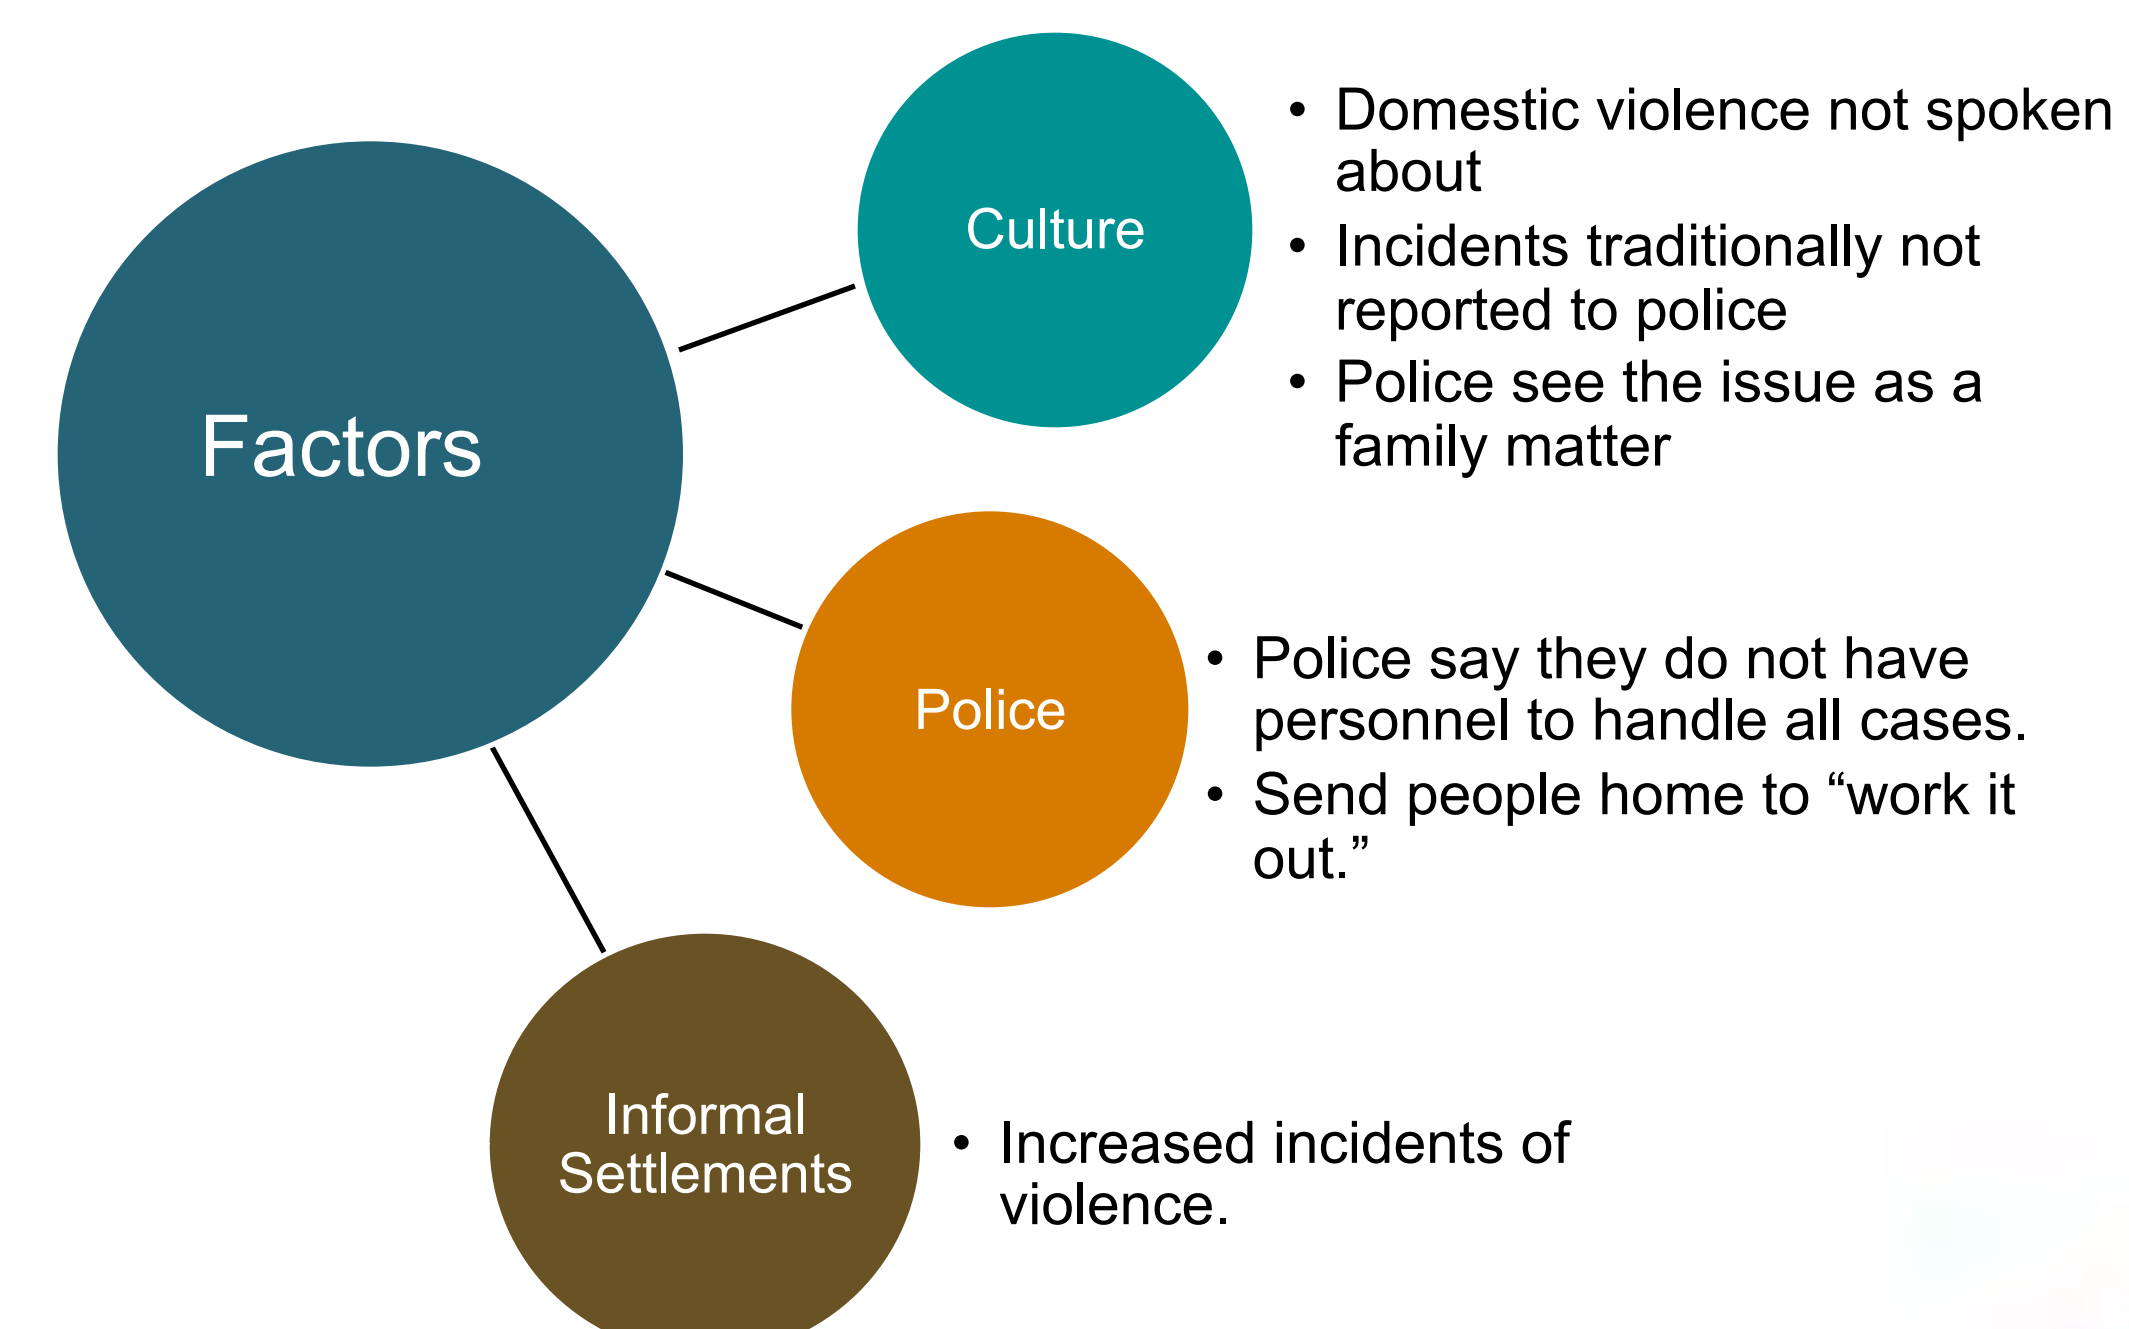 Factors
Culture
• Domestic violence not spoken
about
• Incidents traditionally not
reported to police
• Police see the issue as a
family matter
Police
• Police say they do not have
personnel to handle all cases.
• Send people home to “work it
out.”
Informal
Settlements
• Increased incidents of
violence.